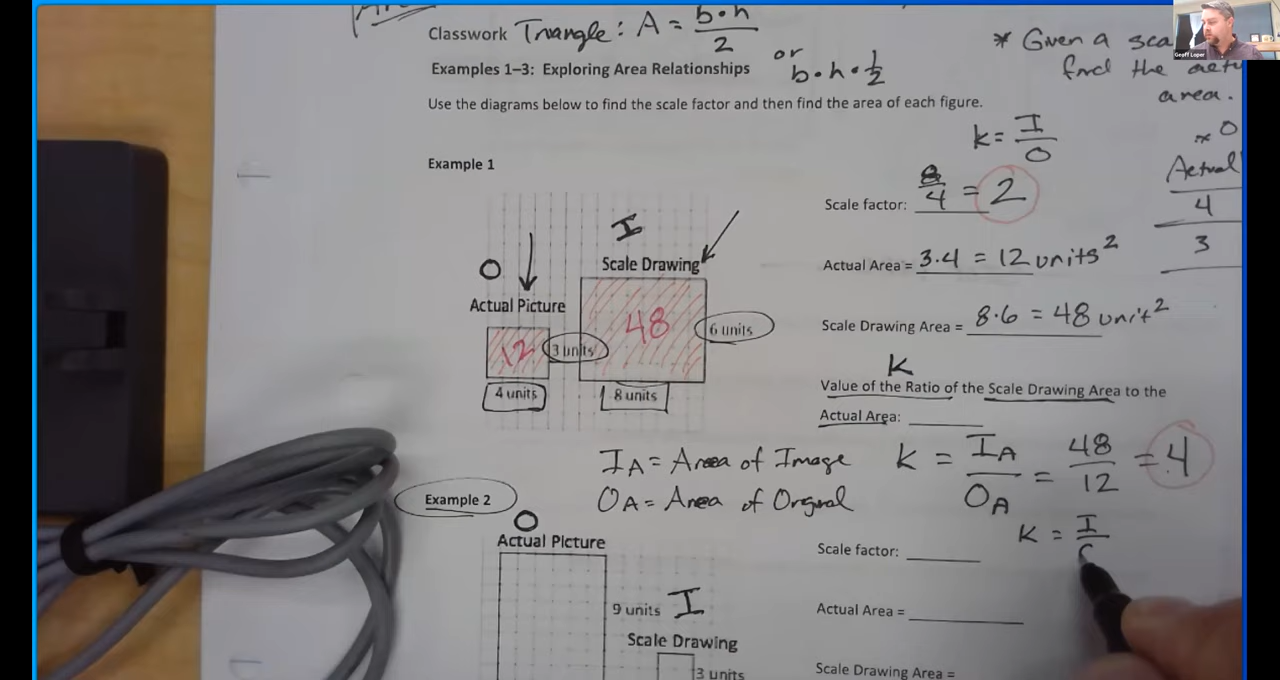 Classwork Triangle: A = b·h/2
or
b·h·1/2
Examples 1–3: Exploring Area Relationships
Use the diagrams below to find the scale factor and then find the area of each figure.
* Given a sca
find the actu
area.
Geoff Loper
K = I/O
Example 1
Scale factor: 8/4 = 2
Actual Area = 3·4 = 12 units²
Scale Drawing Area = 8·6 = 48 unit²
O
Actual
4
3
I
Scale Drawing
O
Actual Picture
48
6 units
12
3 units
4 units
8 units
K
Value of the Ratio of the Scale Drawing Area to the
Actual Area:
I_A = Area of Image
O_A = Area of Orignal
K = I_A/O_A = 48/12 = 4
Example 2
O
Actual Picture
9 units
I
Scale Drawing
3 units
K = I
Scale factor:
Actual Area =
Scale Drawing Area =